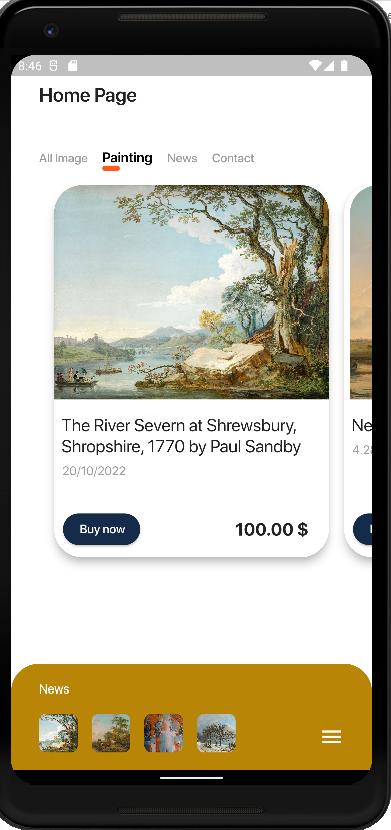 8:46
Home Page
All Image Painting News Contact
The River Severn at Shrewsbury,
Shropshire, 1770 by Paul Sandby
20/10/2022
Buy now 100.00 $
Ne
4.28
News